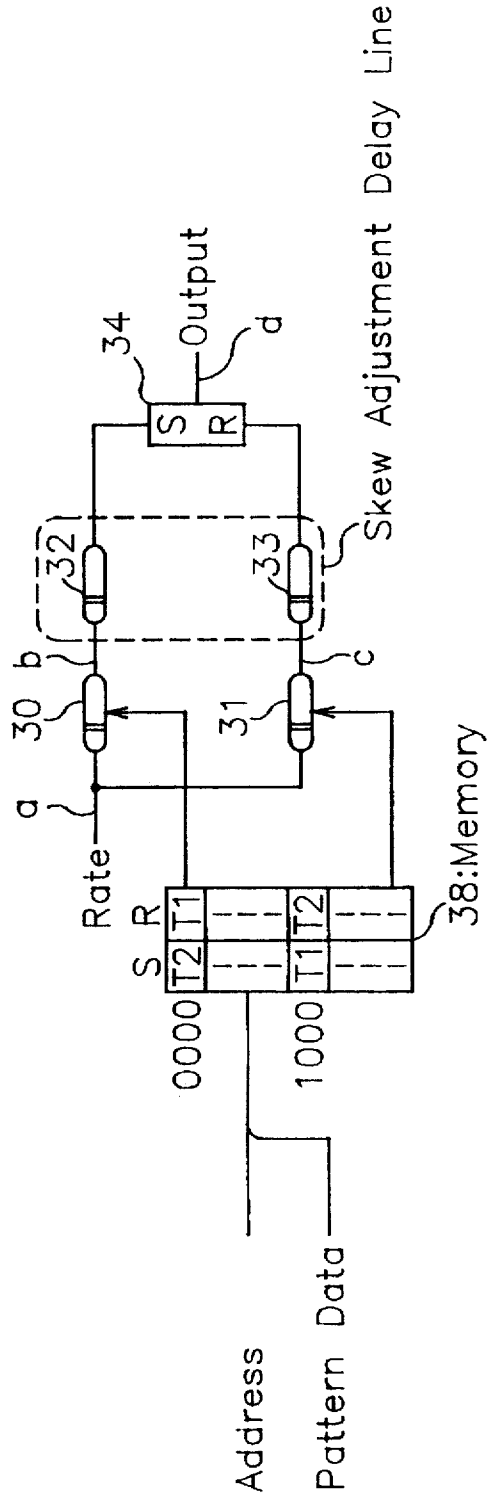 Rate
a
30
b
32
34
S
R
Output
d
31
c
33
Skew Adjustment Delay Line
S R
0000 T2 T1
1000 T1 T2
38:Memory
Address
Pattern Data